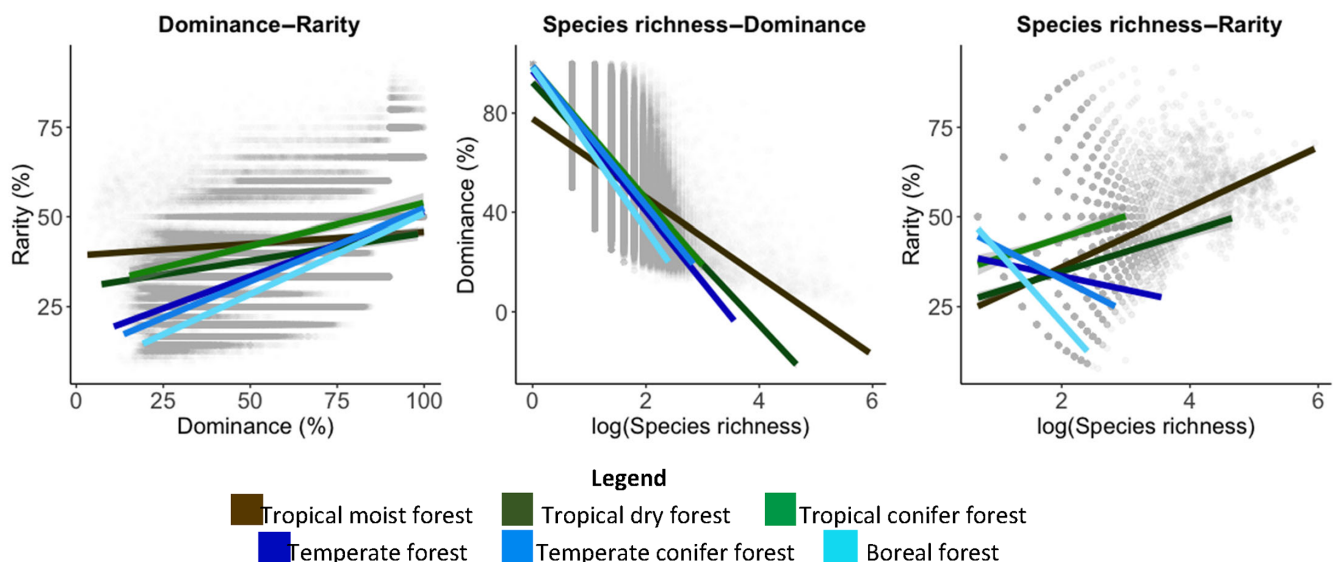 Dominance–Rarity
Rarity (%)
75
50
25
0 25 50 75 100
Dominance (%)
Species richness–Dominance
Dominance (%)
80
40
0
0 2 4 6
log(Species richness)
Species richness–Rarity
Rarity (%)
75
50
25
2 4 6
log(Species richness)
Legend
Tropical moist forest Tropical dry forest Tropical conifer forest
Temperate forest Temperate conifer forest Boreal forest